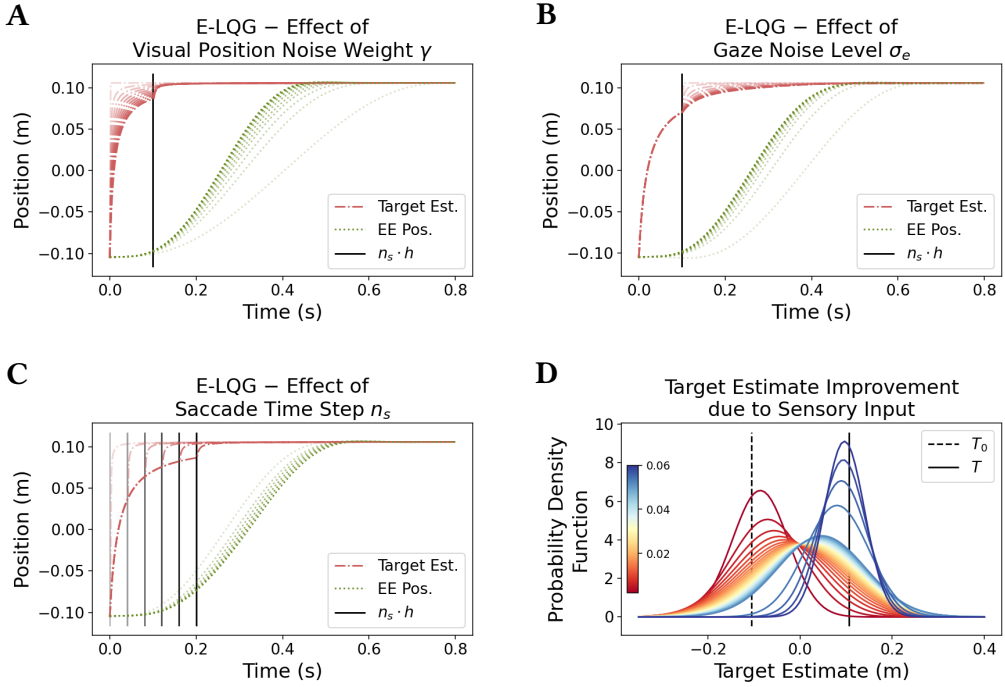 A
E-LQG − Effect of
Visual Position Noise Weight γ
Position (m)
0.10
0.05
0.00
−0.05
−0.10
Target Est.
EE Pos.
n_s · h
0.0 0.2 0.4 0.6 0.8
Time (s)
B
E-LQG − Effect of
Gaze Noise Level σ_e
Position (m)
0.10
0.05
0.00
−0.05
−0.10
Target Est.
EE Pos.
n_s · h
0.0 0.2 0.4 0.6 0.8
Time (s)
C
E-LQG − Effect of
Saccade Time Step n_s
Position (m)
0.10
0.05
0.00
−0.05
−0.10
Target Est.
EE Pos.
n_s · h
0.0 0.2 0.4 0.6 0.8
Time (s)
D
Target Estimate Improvement
due to Sensory Input
Probability Density
Function
10
8
6
4
2
0
0.06
0.04
0.02
T_0
T
−0.2 0.0 0.2 0.4
Target Estimate (m)